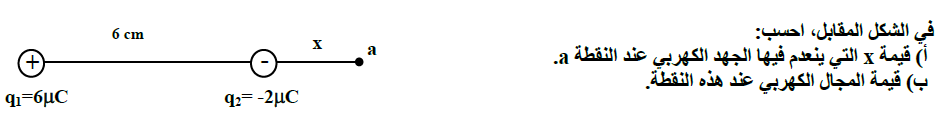 في الشكل المقابل، احسب:
أ) قيمة x التي ينعدم فيها الجهد الكهربي عند النقطة a.
ب) قيمة المجال الكهربي عند هذه النقطة.
6 cm
x
a
+
-
q₁=6μC
q₂= -2μC